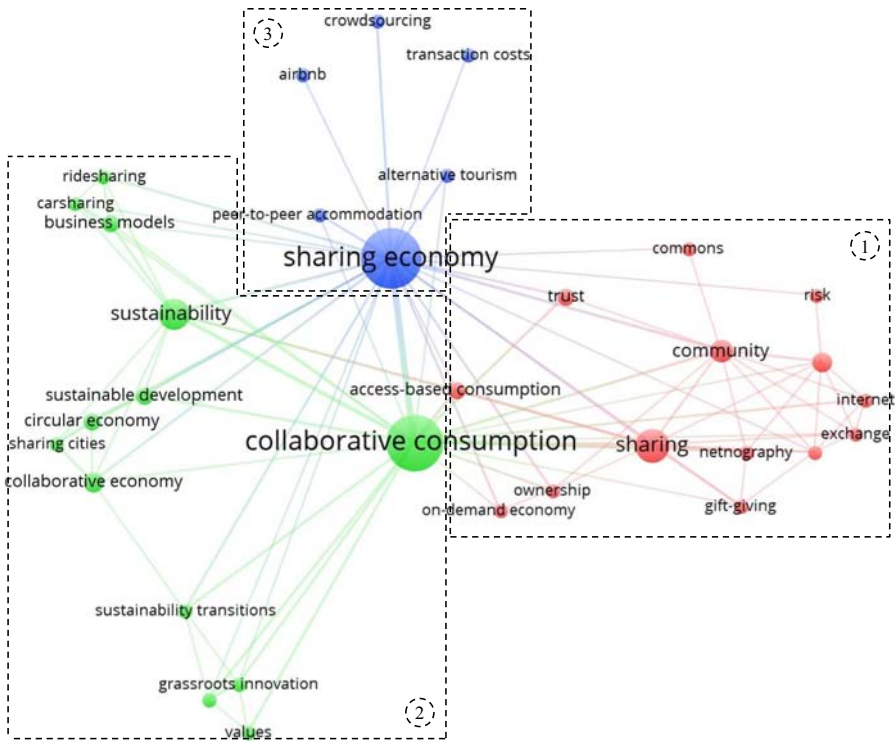 3
crowdsourcing
transaction costs
airbnb
alternative tourism
peer-to-peer accommodation
sharing economy
ridesharing
carsharing
business models
sustainability
sustainable development
circular economy
sharing cities
collaborative economy
collaborative consumption
sustainability transitions
grassroots innovation
values
2
1
commons
trust
risk
community
access-based consumption
internet
exchange
sharing
netnography
ownership
on-demand economy
gift-giving